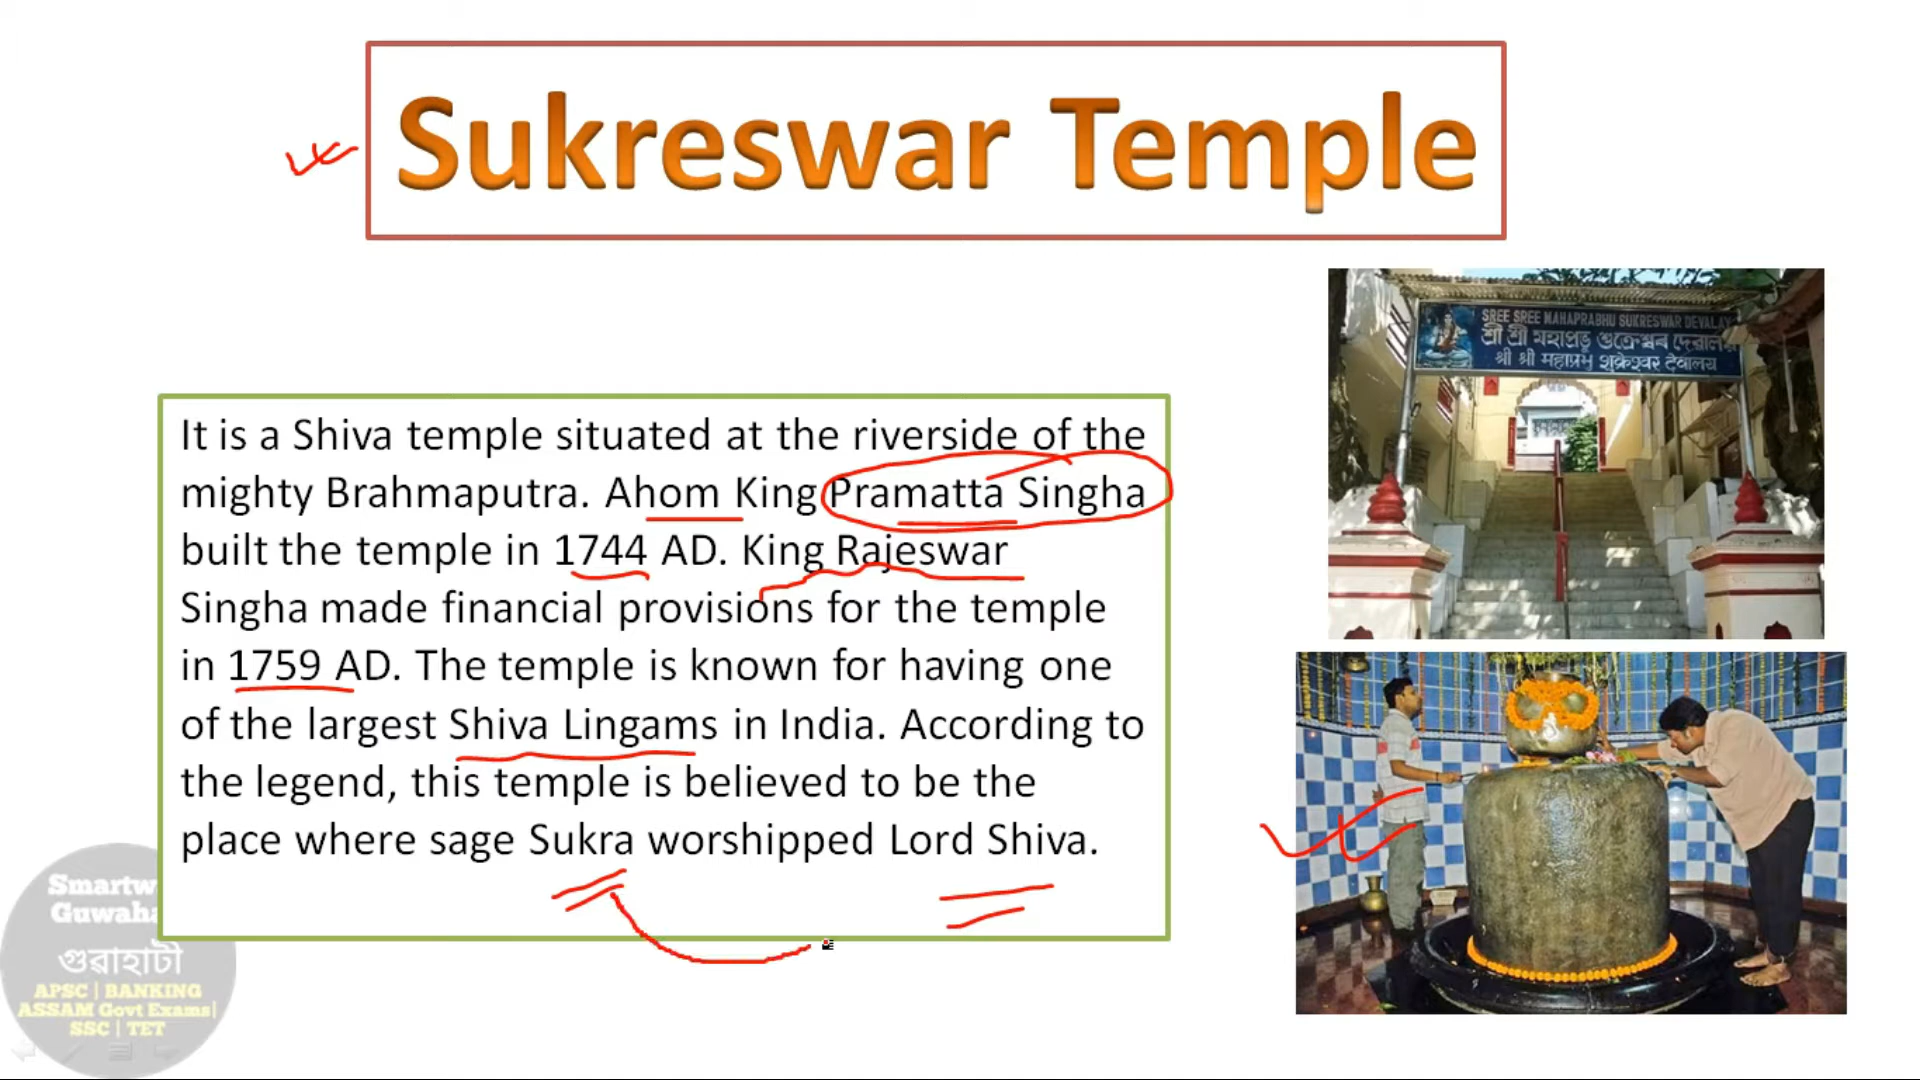 Sukreswar Temple
It is a Shiva temple situated at the riverside of the
mighty Brahmaputra. Ahom King Pramatta Singha
built the temple in 1744 AD. King Rajeswar
Singha made financial provisions for the temple
in 1759 AD. The temple is known for having one
of the largest Shiva Lingams in India. According to
the legend, this temple is believed to be the
place where sage Sukra worshipped Lord Shiva.
SREE SREE MAHAPRABHU SUKRESWAR DEVALAY
শ্রী শ্রী মহাপ্রভু শুক্ৰেশ্বৰ দেৱালয়
श्री श्री महाप्रभु शुक्रेश्वर देवालय
Smartw
Guwaha
গুৱাহাটী
APSC | BANKING
ASSAM Govt Exams|
SSC | TET